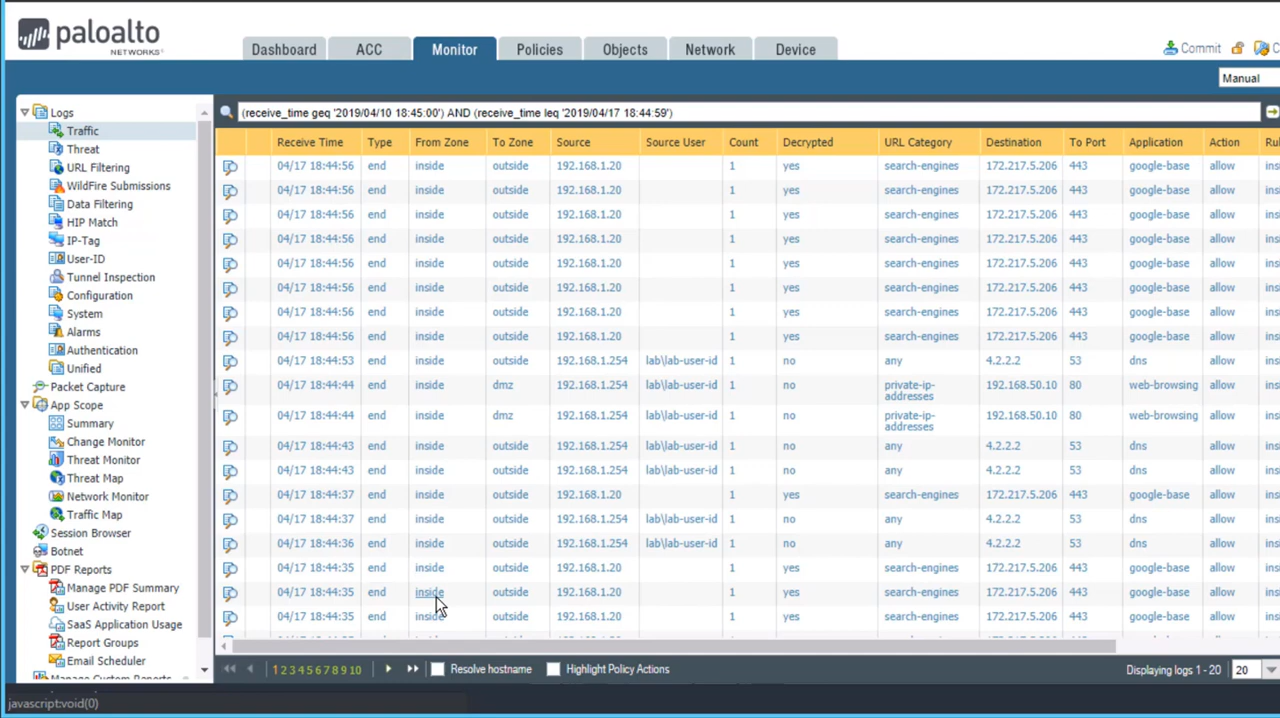 paloalto
NETWORKS
Dashboard ACC Monitor Policies Objects Network Device
Commit
Manual
Logs
Traffic
Threat
URL Filtering
WildFire Submissions
Data Filtering
HIP Match
IP-Tag
User-ID
Tunnel Inspection
Configuration
System
Alarms
Authentication
Unified
Packet Capture
App Scope
Summary
Change Monitor
Threat Monitor
Threat Map
Network Monitor
Traffic Map
Session Browser
Botnet
PDF Reports
Manage PDF Summary
User Activity Report
SaaS Application Usage
Report Groups
Email Scheduler
Manage Custom Reports
(receive_time geq '2019/04/10 18:45:00') AND (receive_time leq '2019/04/17 18:44:59')
Receive Time Type From Zone To Zone Source Source User Count Decrypted URL Category Destination To Port Application Action Ru
04/17 18:44:56 end inside outside 192.168.1.20 1 yes search-engines 172.217.5.206 443 google-base allow ins
04/17 18:44:56 end inside outside 192.168.1.20 1 yes search-engines 172.217.5.206 443 google-base allow ins
04/17 18:44:56 end inside outside 192.168.1.20 1 yes search-engines 172.217.5.206 443 google-base allow ins
04/17 18:44:56 end inside outside 192.168.1.20 1 yes search-engines 172.217.5.206 443 google-base allow ins
04/17 18:44:56 end inside outside 192.168.1.20 1 yes search-engines 172.217.5.206 443 google-base allow ins
04/17 18:44:56 end inside outside 192.168.1.20 1 yes search-engines 172.217.5.206 443 google-base allow ins
04/17 18:44:56 end inside outside 192.168.1.20 1 yes search-engines 172.217.5.206 443 google-base allow ins
04/17 18:44:56 end inside outside 192.168.1.20 1 yes search-engines 172.217.5.206 443 google-base allow ins
04/17 18:44:53 end inside outside 192.168.1.254 lab\lab-user-id 1 no any 4.2.2.2 53 dns allow ins
04/17 18:44:44 end inside dmz 192.168.1.254 lab\lab-user-id 1 no private-ip- 192.168.50.10 80 web-browsing allow ins
addresses
04/17 18:44:44 end inside dmz 192.168.1.254 lab\lab-user-id 1 no private-ip- 192.168.50.10 80 web-browsing allow ins
addresses
04/17 18:44:43 end inside outside 192.168.1.254 lab\lab-user-id 1 no any 4.2.2.2 53 dns allow ins
04/17 18:44:43 end inside outside 192.168.1.254 lab\lab-user-id 1 no any 4.2.2.2 53 dns allow ins
04/17 18:44:37 end inside outside 192.168.1.20 1 yes search-engines 172.217.5.206 443 google-base allow ins
04/17 18:44:37 end inside outside 192.168.1.254 lab\lab-user-id 1 no any 4.2.2.2 53 dns allow ins
04/17 18:44:36 end inside outside 192.168.1.254 lab\lab-user-id 1 no any 4.2.2.2 53 dns allow ins
04/17 18:44:35 end inside outside 192.168.1.20 1 yes search-engines 172.217.5.206 443 google-base allow ins
04/17 18:44:35 end inside outside 192.168.1.20 1 yes search-engines 172.217.5.206 443 google-base allow ins
04/17 18:44:35 end inside outside 192.168.1.20 1 yes search-engines 172.217.5.206 443 google-base allow ins
1 2 3 4 5 6 7 8 9 10 Resolve hostname Highlight Policy Actions Displaying logs 1 - 20 20
javascript:void(0)